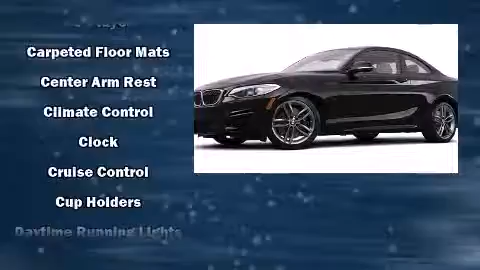 Carpeted Floor Mats
Center Arm Rest
Climate Control
Clock
Cruise Control
Cup Holders
Daytime Running Lights